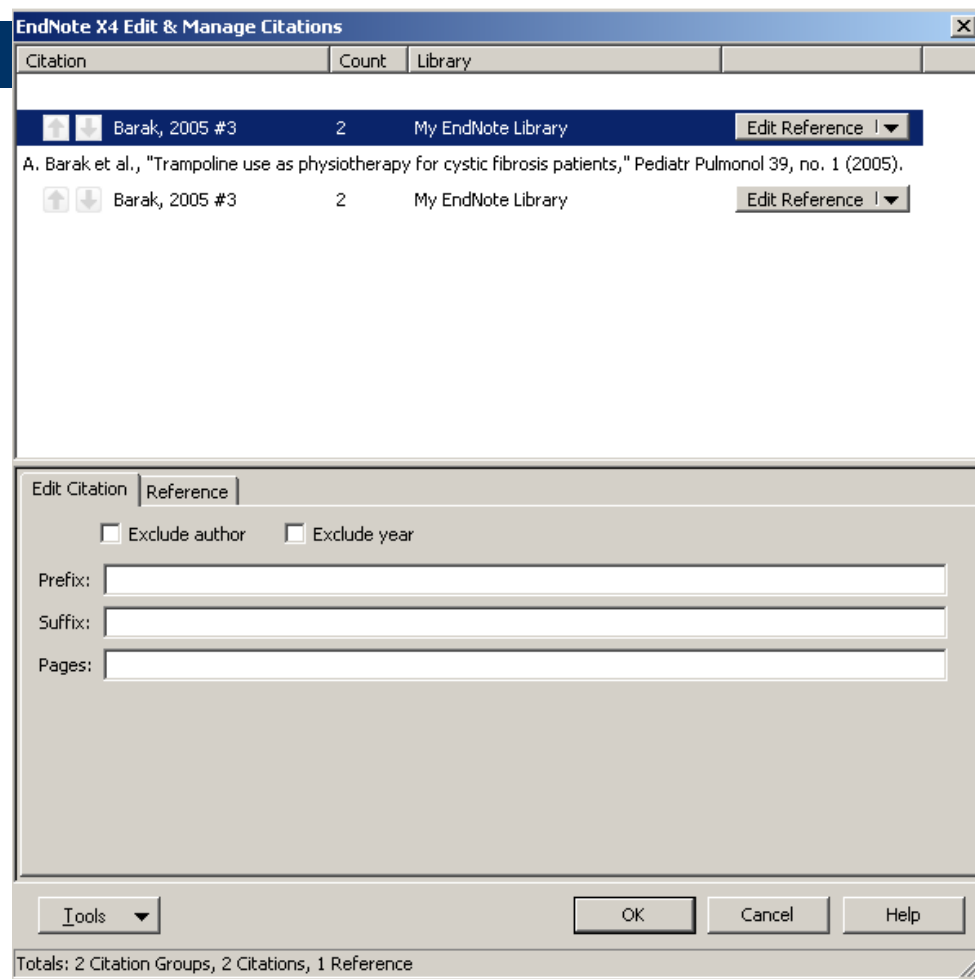 EndNote X4 Edit & Manage Citations
Citation Count Library
Barak, 2005 #3 2 My EndNote Library Edit Reference
A. Barak et al., "Trampoline use as physiotherapy for cystic fibrosis patients," Pediatr Pulmonol 39, no. 1 (2005).
Barak, 2005 #3 2 My EndNote Library Edit Reference
Edit Citation Reference
Exclude author Exclude year
Prefix:
Suffix:
Pages:
Tools OK Cancel Help
Totals: 2 Citation Groups, 2 Citations, 1 Reference